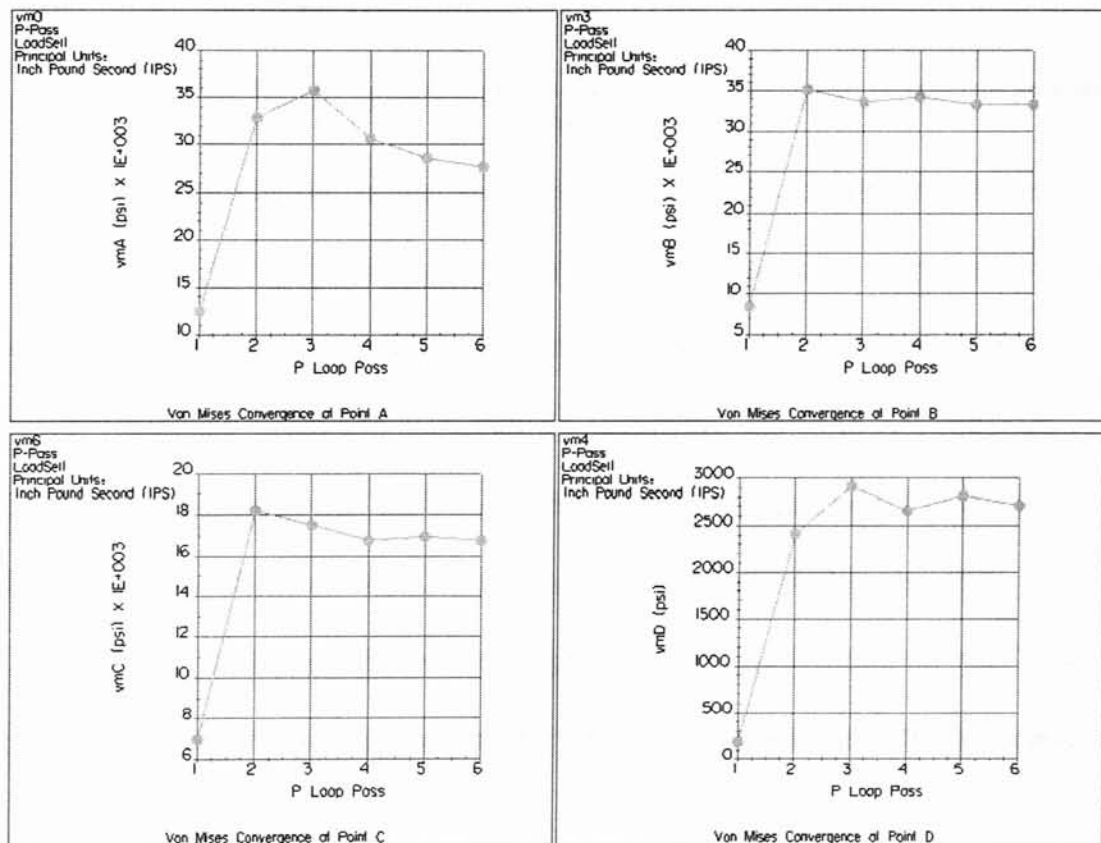 vm0
P-Pass
LoadSet1
Principal Units:
Inch Pound Second (IPS)
40
35
30
25
20
15
10
vmA (psi) X 1E+003
1 2 3 4 5 6
P Loop Pass
Von Mises Convergence at Point A
vm3
P-Pass
LoadSet1
Principal Units:
Inch Pound Second (IPS)
40
35
30
25
20
15
10
5
vmB (psi) X 1E+003
1 2 3 4 5 6
P Loop Pass
Von Mises Convergence at Point B
vm6
P-Pass
LoadSet1
Principal Units:
Inch Pound Second (IPS)
20
18
16
14
12
10
8
6
vmC (psi) X 1E+003
1 2 3 4 5 6
P Loop Pass
Von Mises Convergence at Point C
vm4
P-Pass
LoadSet1
Principal Units:
Inch Pound Second (IPS)
3000
2500
2000
1500
1000
500
0
vmD (psi)
1 2 3 4 5 6
P Loop Pass
Von Mises Convergence at Point D